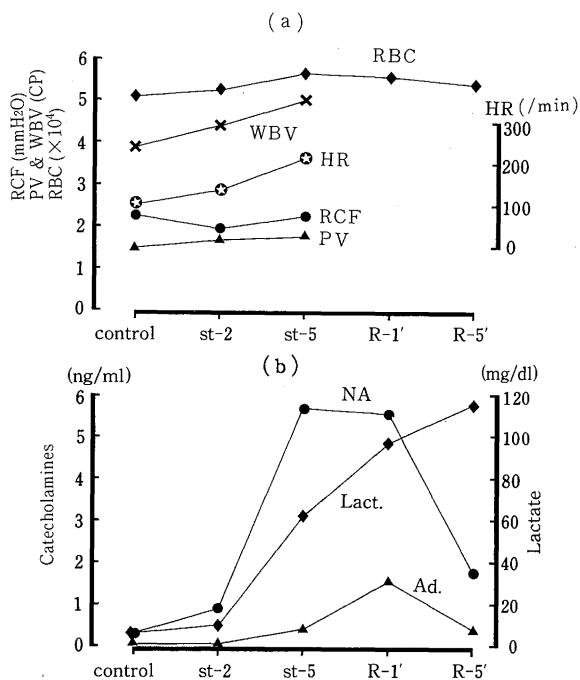 (a)
RCF (mmH2O)
PV & WBV (CP)
RBC (×10⁴)
6
5
4
3
2
1
0
RBC
WBV
HR
RCF
PV
HR (/min)
300
200
100
0
control st-2 st-5 R-1′ R-5′
(b)
(ng/ml)
Catecholamines
6
5
4
3
2
1
0
NA
Lact.
Ad.
(mg/dl)
120
100
80
60
40
20
0
Lactate
control st-2 st-5 R-1′ R-5′